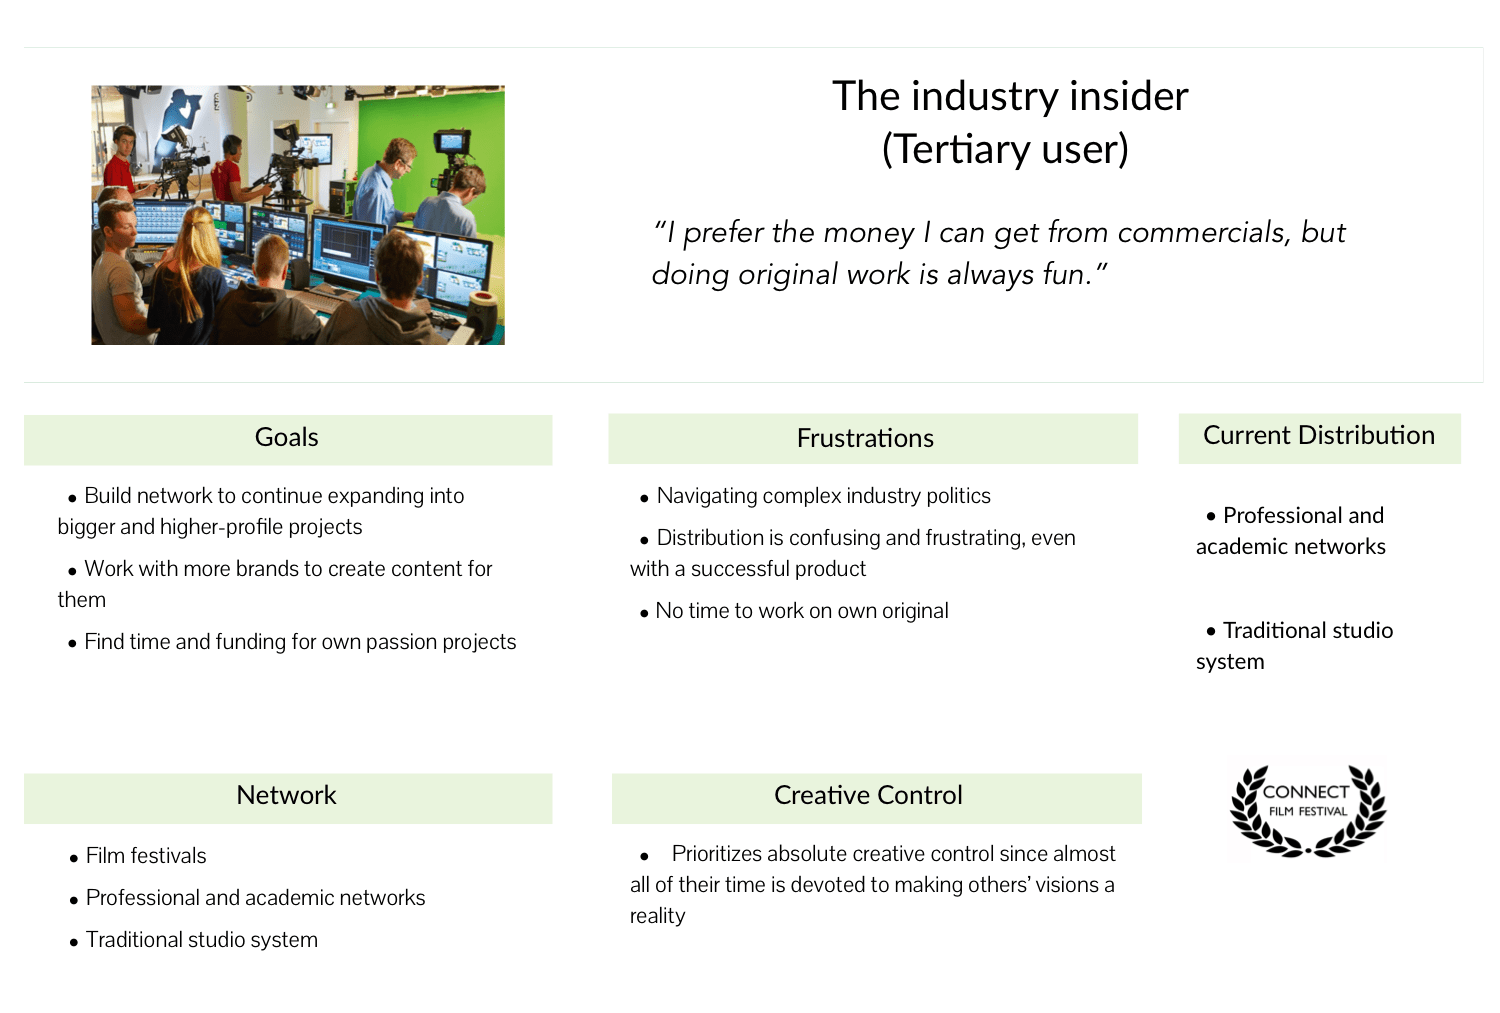 The industry insider
(Tertiary user)
“I prefer the money I can get from commercials, but
doing original work is always fun.”
Goals
• Build network to continue expanding into
bigger and higher-profile projects
• Work with more brands to create content for
them
• Find time and funding for own passion projects
Frustrations
• Navigating complex industry politics
• Distribution is confusing and frustrating, even
with a successful product
• No time to work on own original
Current Distribution
• Professional and
academic networks
• Traditional studio
system
Network
• Film festivals
• Professional and academic networks
• Traditional studio system
Creative Control
• Prioritizes absolute creative control since almost
all of their time is devoted to making others’ visions a
reality
CONNECT
FILM FESTIVAL